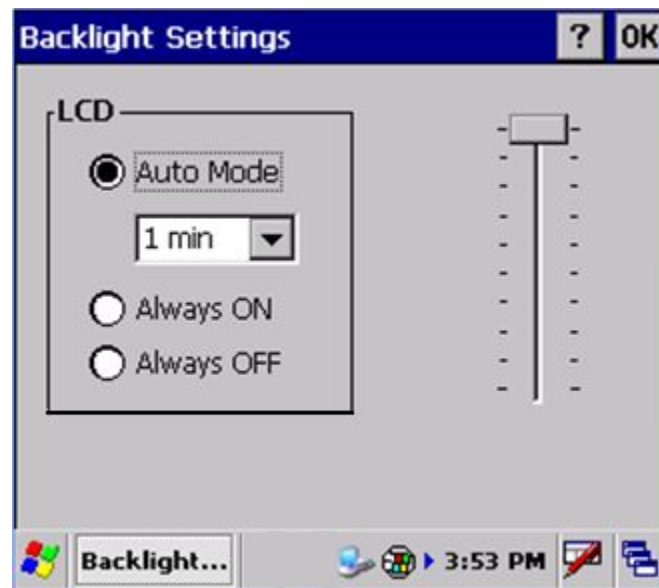 Backlight Settings ? OK
LCD
Auto Mode
1 min
Always ON
Always OFF
Backlight... 3:53 PM